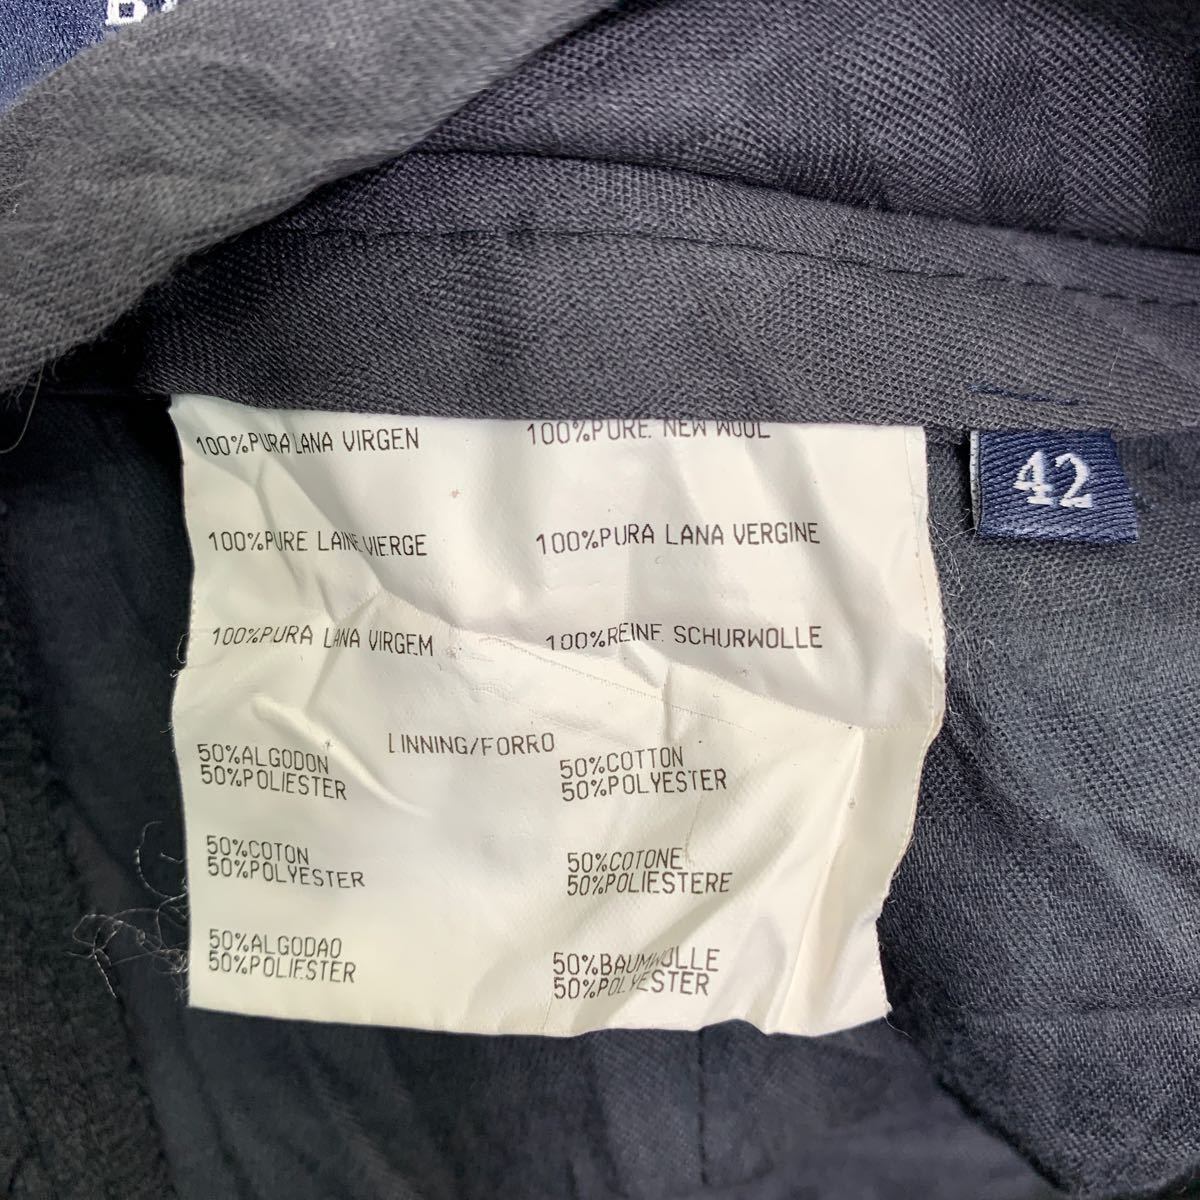 100%PURA LANA VIRGEN
100%PURE NEW WOOL
100%PURE LAINE VIERGE
100%PURA LANA VERGINE
100%PURA LANA VIRGEM
100%REINE SCHURWOLLE
LINNING/FORRO
50%ALGODON
50%POLIESTER
50%COTTON
50%POLYESTER
50%COTON
50%POLYESTER
50%COTONE
50%POLIESTERE
50%ALGODAO
50%POLIESTER
50%BAUMWOLLE
50%POLYESTER
42